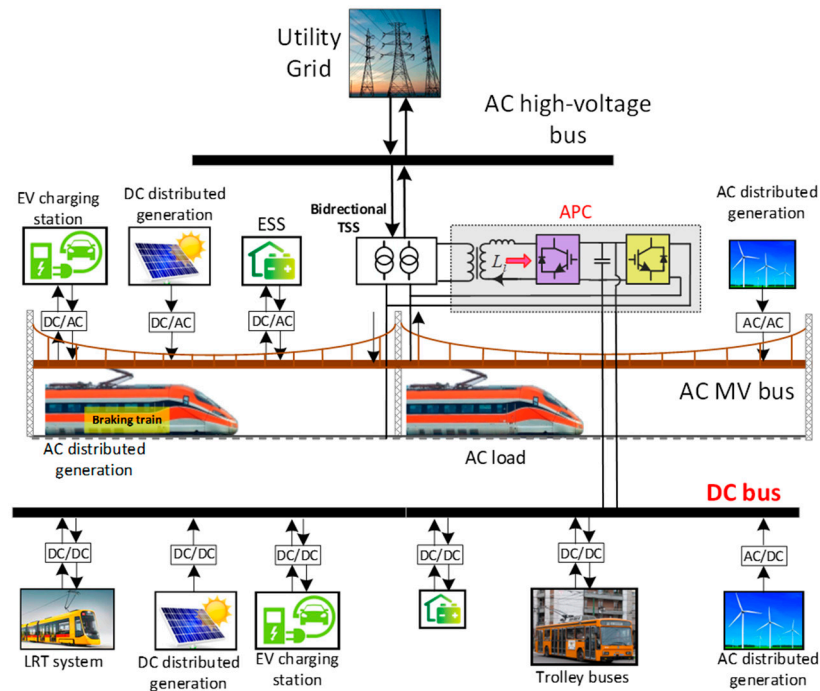 Utility
Grid
AC high-voltage
bus
EV charging
station
DC distributed
generation
ESS
Bidrectional
TSS
APC
AC distributed
generation
L
DC/AC
DC/AC
DC/AC
AC/AC
AC MV bus
Braking train
AC distributed
generation
AC load
DC bus
DC/DC
DC/DC
DC/DC
DC/DC
DC/DC
AC/DC
LRT system
DC distributed
generation
EV charging
station
Trolley buses
AC distributed
generation